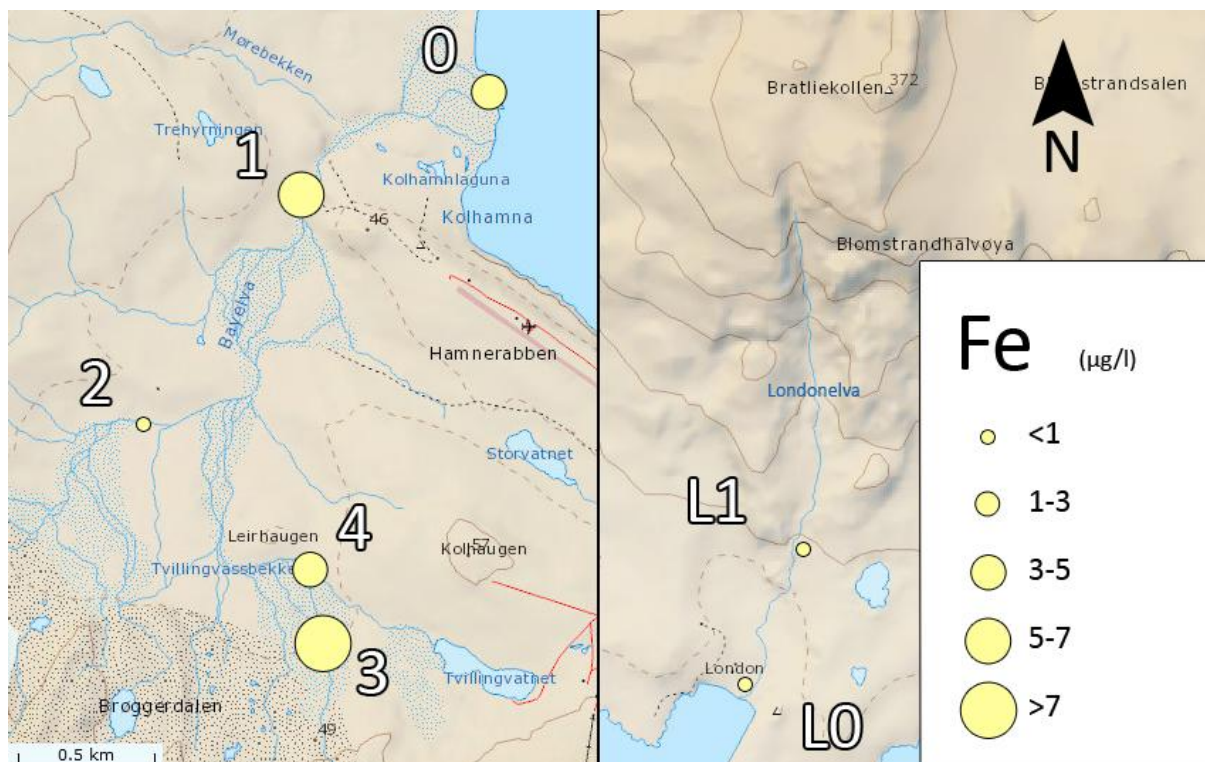 Mørebekken
0
Trehyrningen
1
Kolhamnlaguna
46
Kolhamna
Bayelva
Hamnerabben
2
Storvatnet
4
Leirhaugen
57
Kolhaugen
Tvillingvassbekken
3
Tvillingvatnet
Brøggerdalen
49
0.5 km
Bratliekollen
372
Blomstrandsalen
N
Blomstrandhalvøya
Londonelva
L1
London
L0
Fe (µg/l)
<1
1-3
3-5
5-7
>7